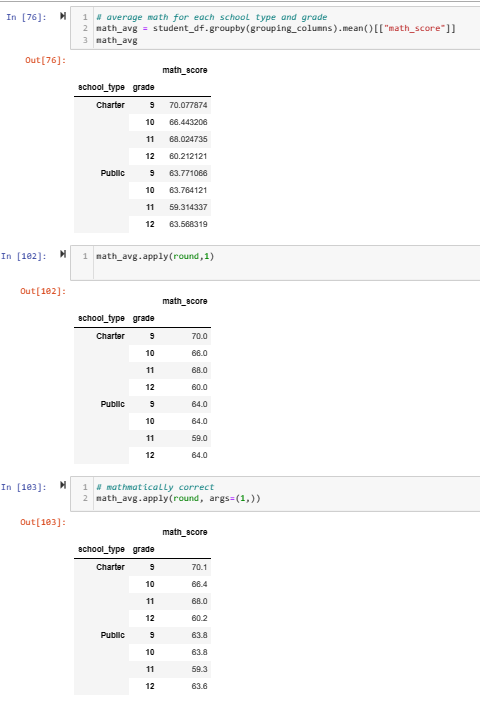 In [76]:
1 # average math for each school type and grade
2 math_avg = student_df.groupby(grouping_columns).mean()[["math_score"]]
3 math_avg
Out[76]:
math_score
school_type grade
Charter 9 70.077874
10 66.443206
11 68.024735
12 60.212121
Public 9 63.771066
10 63.764121
11 59.314337
12 63.568319
In [102]:
1 math_avg.apply(round,1)
Out[102]:
math_score
school_type grade
Charter 9 70.0
10 66.0
11 68.0
12 60.0
Public 9 64.0
10 64.0
11 59.0
12 64.0
In [103]:
1 # mathmatically correct
2 math_avg.apply(round, args=(1,))
Out[103]:
math_score
school_type grade
Charter 9 70.1
10 66.4
11 68.0
12 60.2
Public 9 63.8
10 63.8
11 59.3
12 63.6